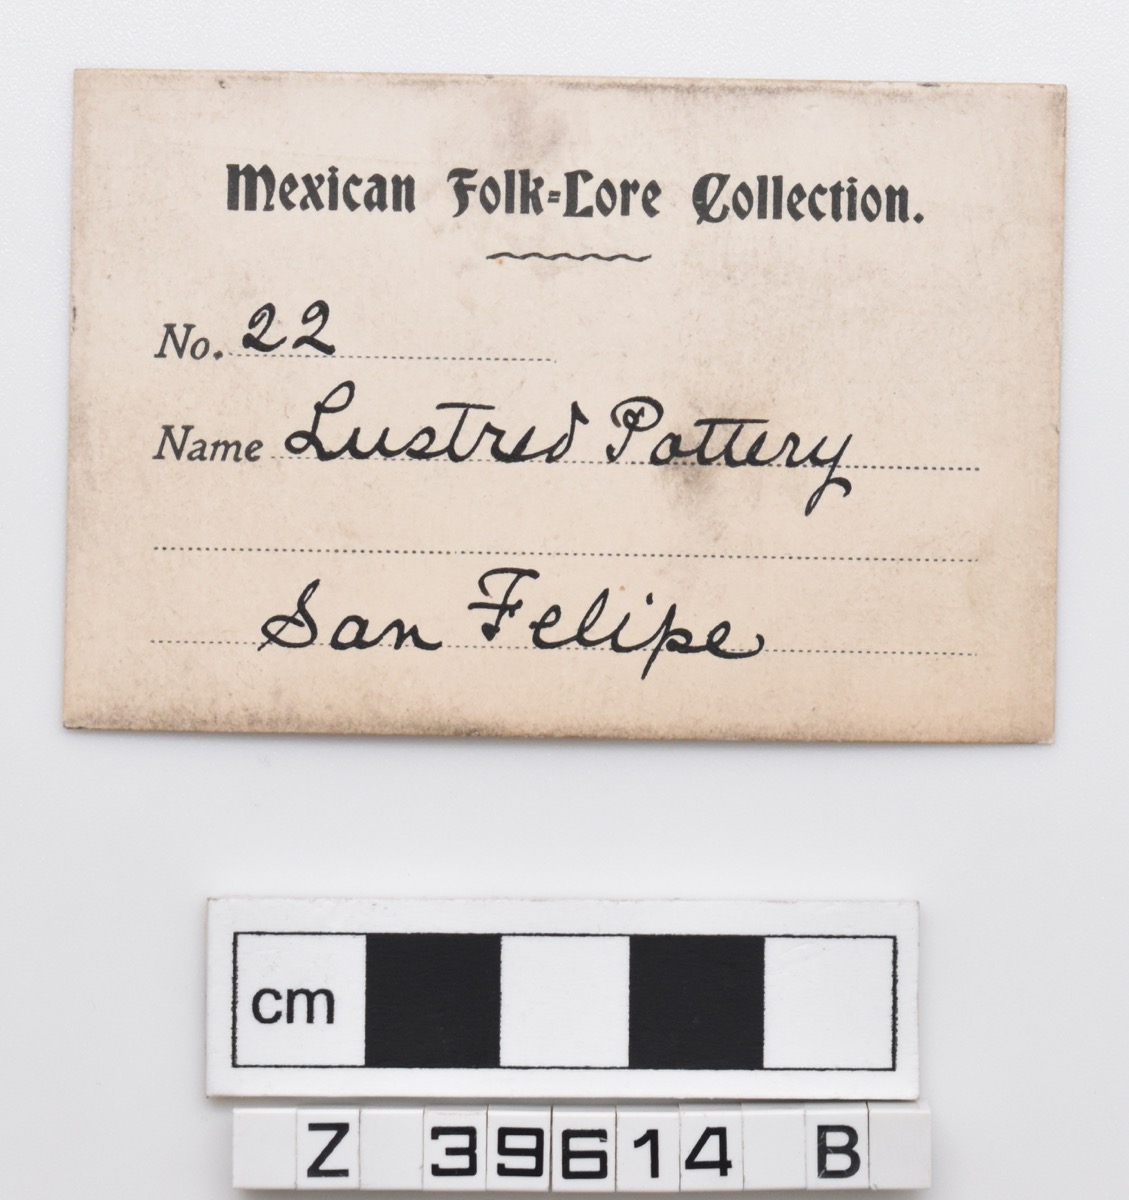 Mexican Folk-Lore Collection.
No. 22
Name Lustred Pottery
San Felipe
cm
Z 39614 B